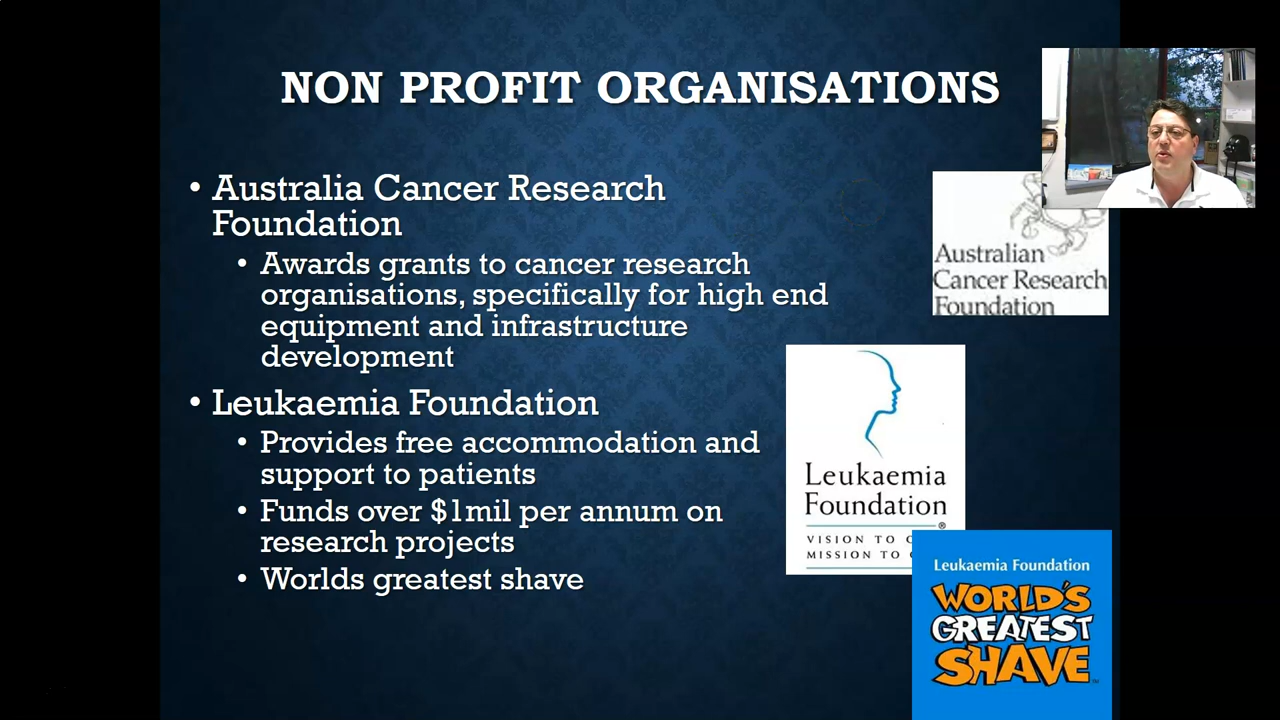 NON PROFIT ORGANISATIONS
• Australia Cancer Research
Foundation
• Awards grants to cancer research
organisations, specifically for high end
equipment and infrastructure
development
• Leukaemia Foundation
• Provides free accommodation and
support to patients
• Funds over $1mil per annum on
research projects
• Worlds greatest shave
Australian
Cancer Research
Foundation
Leukaemia
Foundation
®
VISION TO
MISSION TO
Leukaemia Foundation
WORLD'S
GREATEST
SHAVE